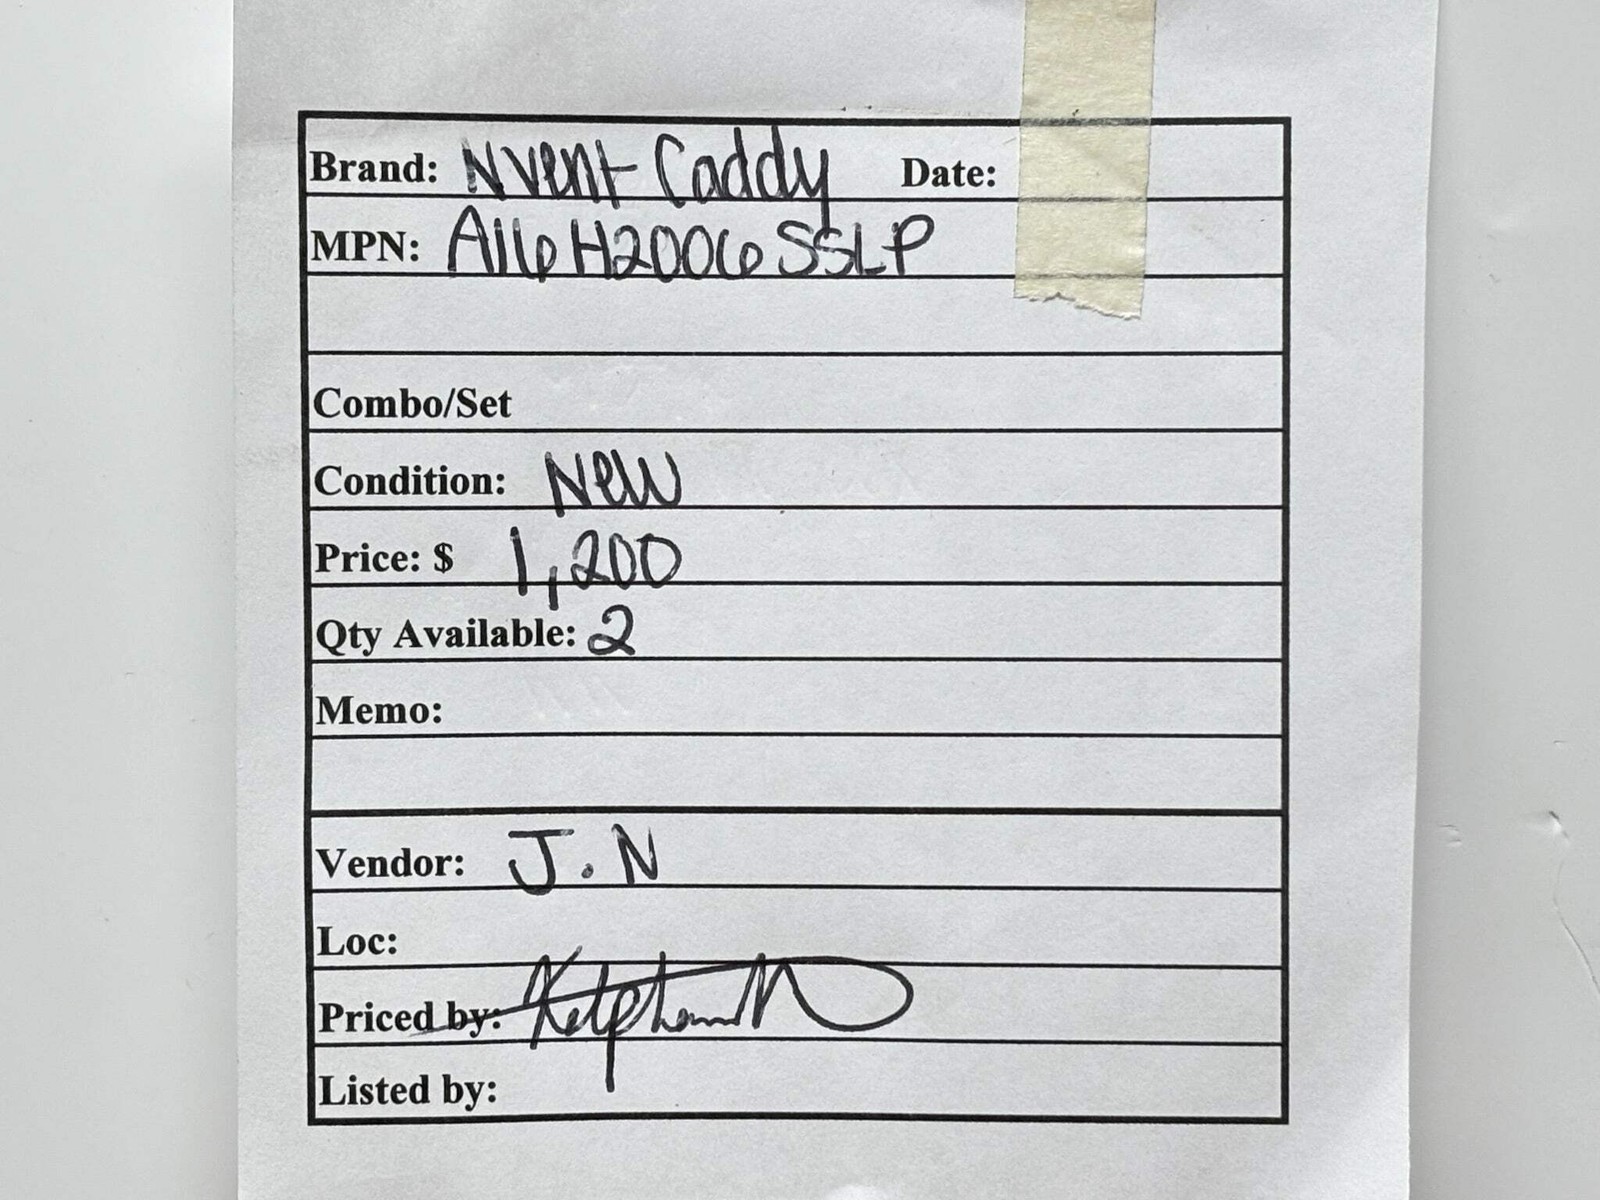 Brand: Nvent Caddy Date:
MPN: A16H2006SSLP
Combo/Set
Condition: New
Price: $ 1,200
Qty Available: 2
Memo:
Vendor: J.N
Loc:
Priced by:
Listed by: